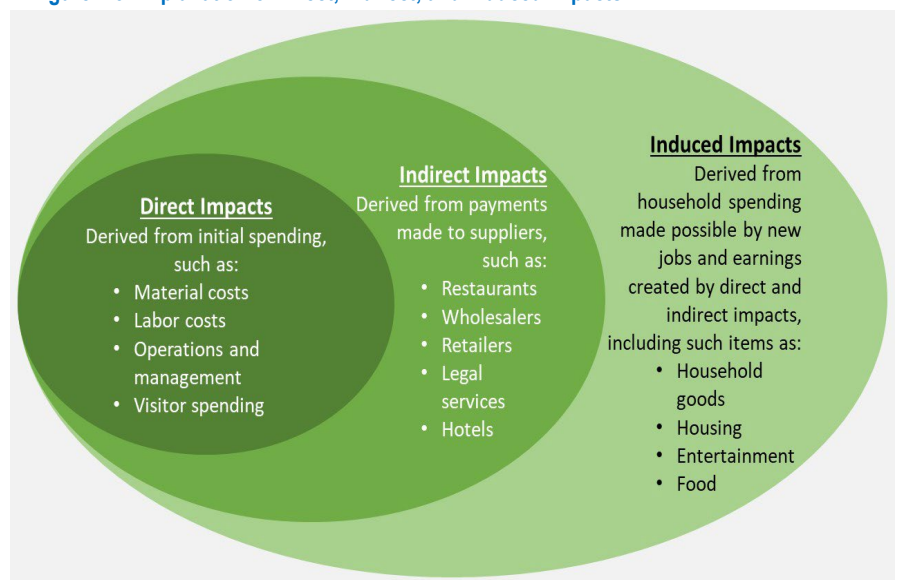 Direct Impacts
Derived from initial spending,
such as:
• Material costs
• Labor costs
• Operations and
management
• Visitor spending
Indirect Impacts
Derived from payments
made to suppliers,
such as:
• Restaurants
• Wholesalers
• Retailers
• Legal
services
• Hotels
Induced Impacts
Derived from
household spending
made possible by new
jobs and earnings
created by direct and
indirect impacts,
including such items as:
• Household
goods
• Housing
• Entertainment
• Food